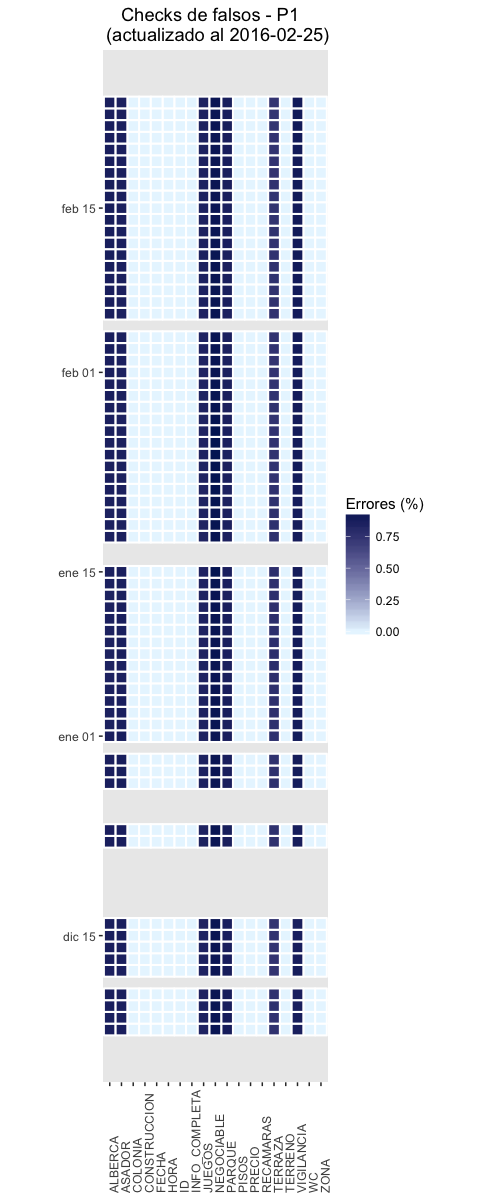 Checks de falsos - P1
(actualizado al 2016-02-25)
feb 15
feb 01
ene 15
ene 01
dic 15
Errores (%)
0.75
0.50
0.25
0.00
ALBERCA
ASADOR
COLONIA
CONSTRUCCION
FECHA
HORA
ID
INFO_COMPLETA
JUEGOS
NEGOCIABLE
PARQUE
PISOS
PRECIO
RECAMARAS
TERRAZA
TERRENO
VIGILANCIA
WC
ZONA